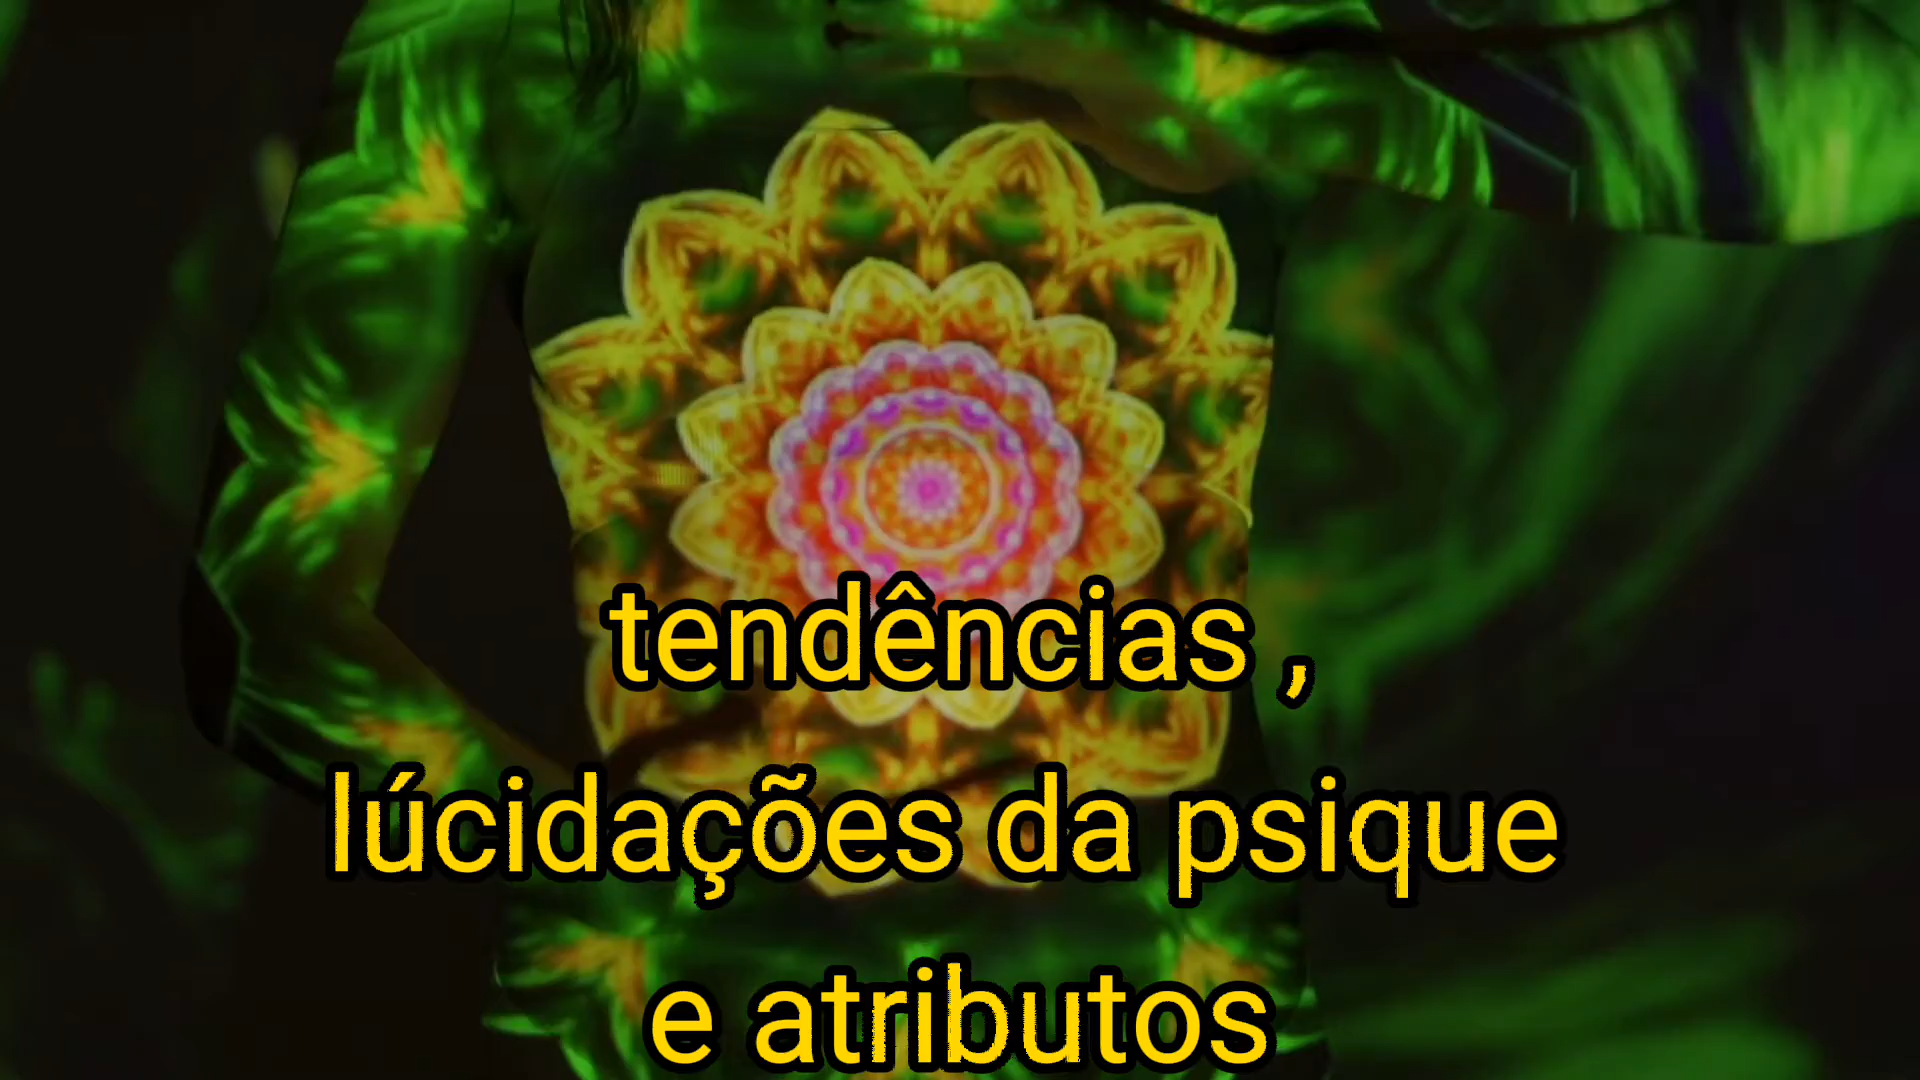 tendências ,
lúcidações da psique
e atributos